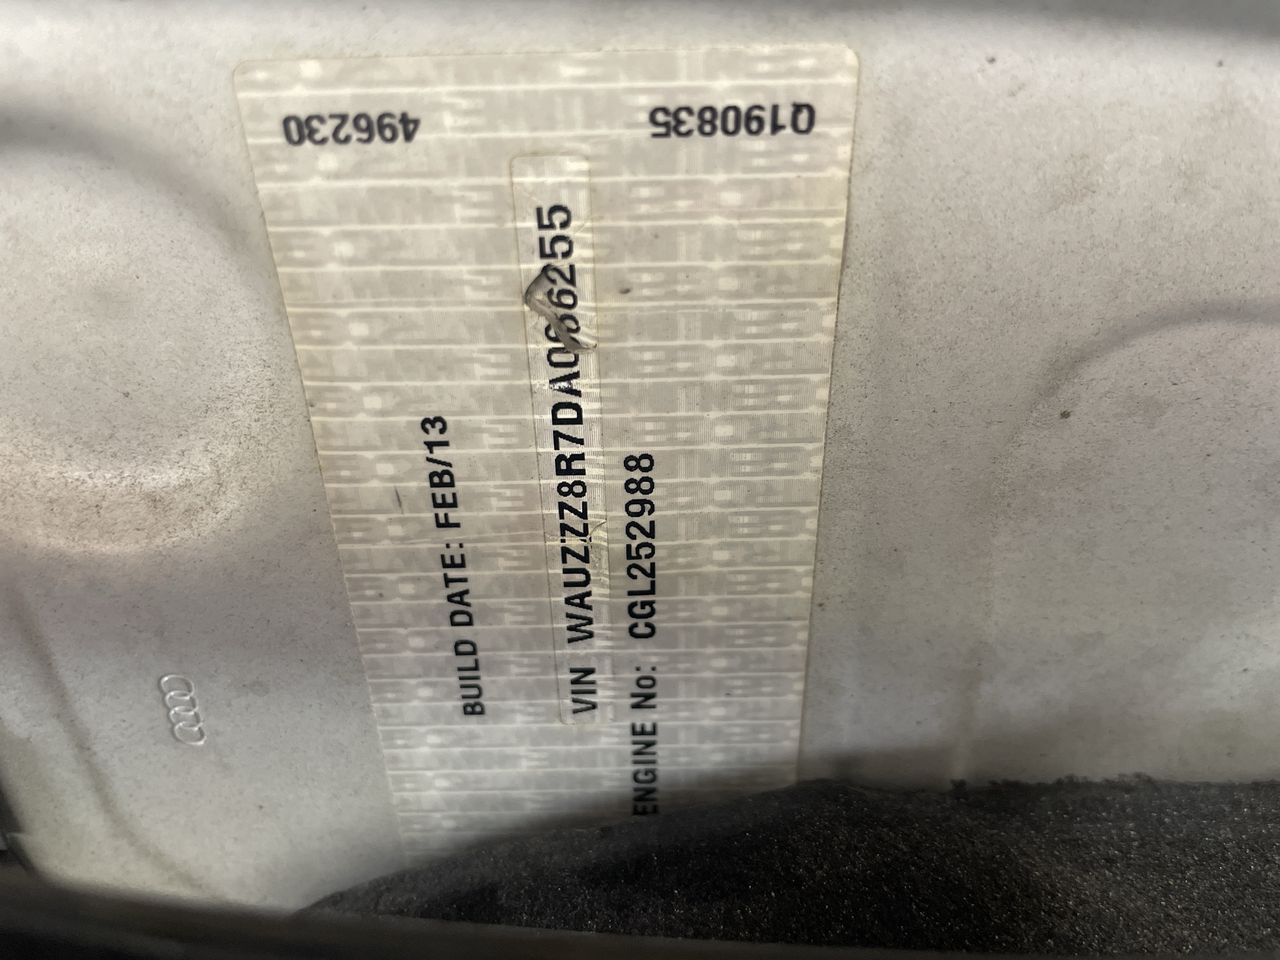 Q190835
496230
BUILD DATE: FEB/13
VIN
ENGINE No: CGL252988